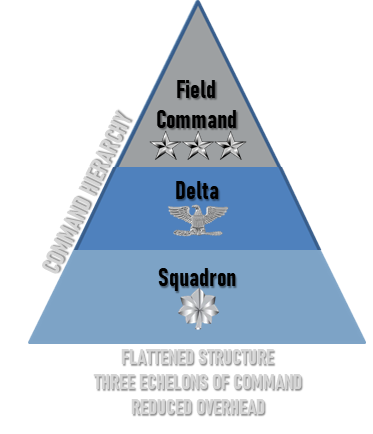 Field
Command
COMMAND HIERARCHY
Delta
Squadron
FLATTENED STRUCTURE
THREE ECHELONS OF COMMAND
REDUCED OVERHEAD